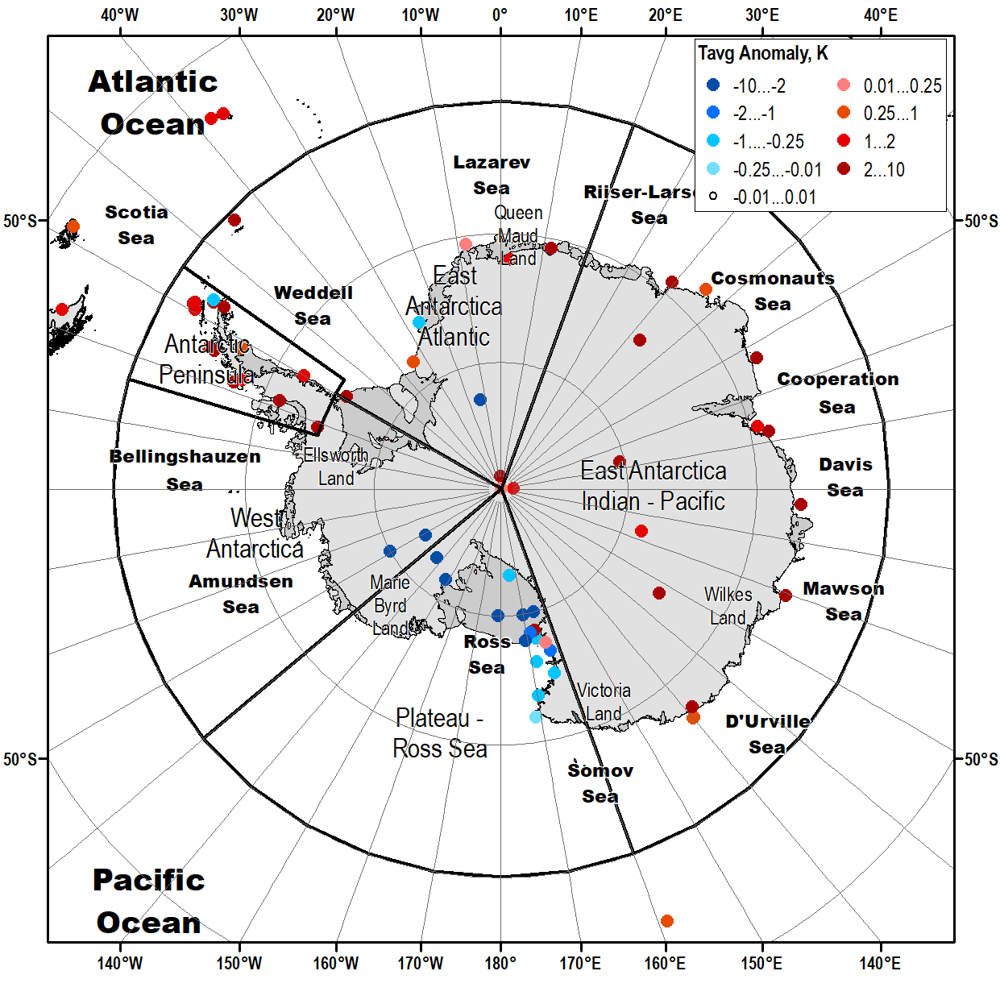 40°W 30°W 20°W 10°W 0° 10°E 20°E 30°E 40°E
Tavg Anomaly, K
-10...-2
-2...-1
-1....-0.25
-0.25...-0.01
-0.01...0.01
0.01...0.25
0.25...1
1...2
2...10
Atlantic
Ocean
Lazarev
Sea
Riiser-Larse
Sea
Queen
Maud
Land
Scotia
Sea
50°S
50°S
Weddell
Sea
East
Antarctica
Atlantic
Cosmonauts
Sea
Antarctic
Peninsula
Cooperation
Sea
Bellingshauzen
Sea
Ellsworth
Land
East Antarctica
Indian - Pacific
Davis
Sea
West
Antarctica
Amundsen
Sea
Marie
Byrd
Land
Wilkes
Land
Mawson
Sea
Ross
Sea
Victoria
Land
Plateau -
Ross Sea
D'Urville
Sea
50°S
50°S
Somov
Sea
Pacific
Ocean
140°W 150°W 160°W 170°W 180° 170°E 160°E 150°E 140°E